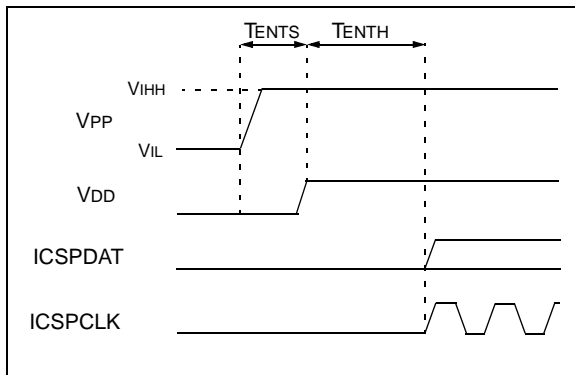 TENTS TENTH
VIHH
VPP
VIL
VDD
ICSPDAT
ICSPCLK